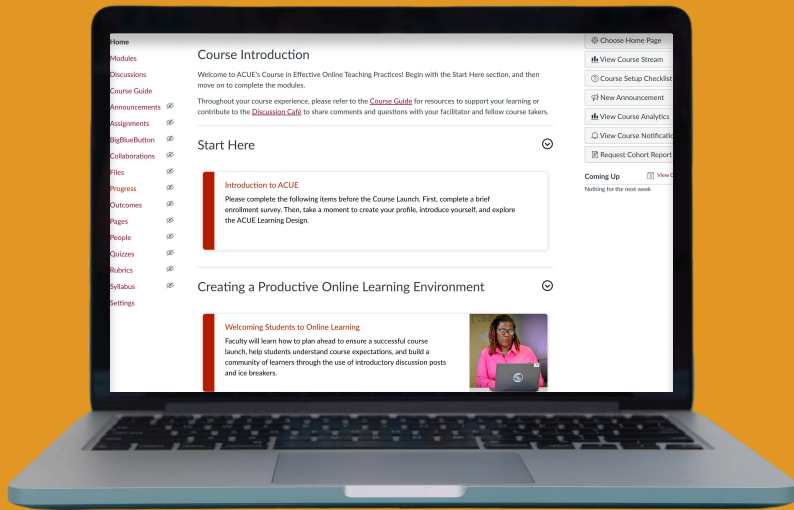 Home
Modules
Discussions
Course Guide
Announcements
Assignments
BigBlueButton
Collaborations
Files
Progress
Outcomes
Pages
People
Quizzes
Rubrics
Syllabus
Settings
Course Introduction
Welcome to ACUE's Course in Effective Online Teaching Practices! Begin with the Start Here section, and then
move on to complete the modules.
Throughout your course experience, please refer to the Course Guide for resources to support your learning or
contribute to the Discussion Café to share comments and questions with your facilitator and fellow course takers.
Start Here
Introduction to ACUE
Please complete the following items before the Course Launch. First, complete a brief
enrollment survey. Then, take a moment to create your profile, introduce yourself, and explore
the ACUE Learning Design.
Creating a Productive Online Learning Environment
Welcoming Students to Online Learning
Faculty will learn how to plan ahead to ensure a successful course
launch, help students understand course expectations, and build a
community of learners through the use of introductory discussion posts
and ice breakers.
Choose Home Page
View Course Stream
Course Setup Checklist
New Announcement
View Course Analytics
View Course Notificatio
Request Cohort Report
Coming Up
View C
Nothing for the next week